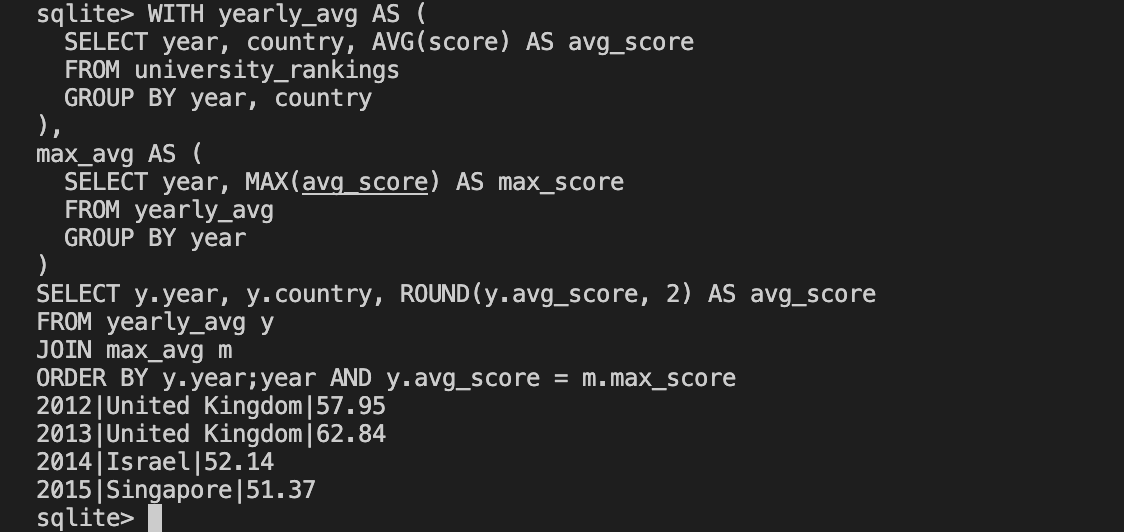 sqlite> WITH yearly_avg AS (
SELECT year, country, AVG(score) AS avg_score
FROM university_rankings
GROUP BY year, country
),
max_avg AS (
SELECT year, MAX(avg_score) AS max_score
FROM yearly_avg
GROUP BY year
)
SELECT y.year, y.country, ROUND(y.avg_score, 2) AS avg_score
FROM yearly_avg y
JOIN max_avg m
ORDER BY y.year;year AND y.avg_score = m.max_score
2012|United Kingdom|57.95
2013|United Kingdom|62.84
2014|Israel|52.14
2015|Singapore|51.37
sqlite>